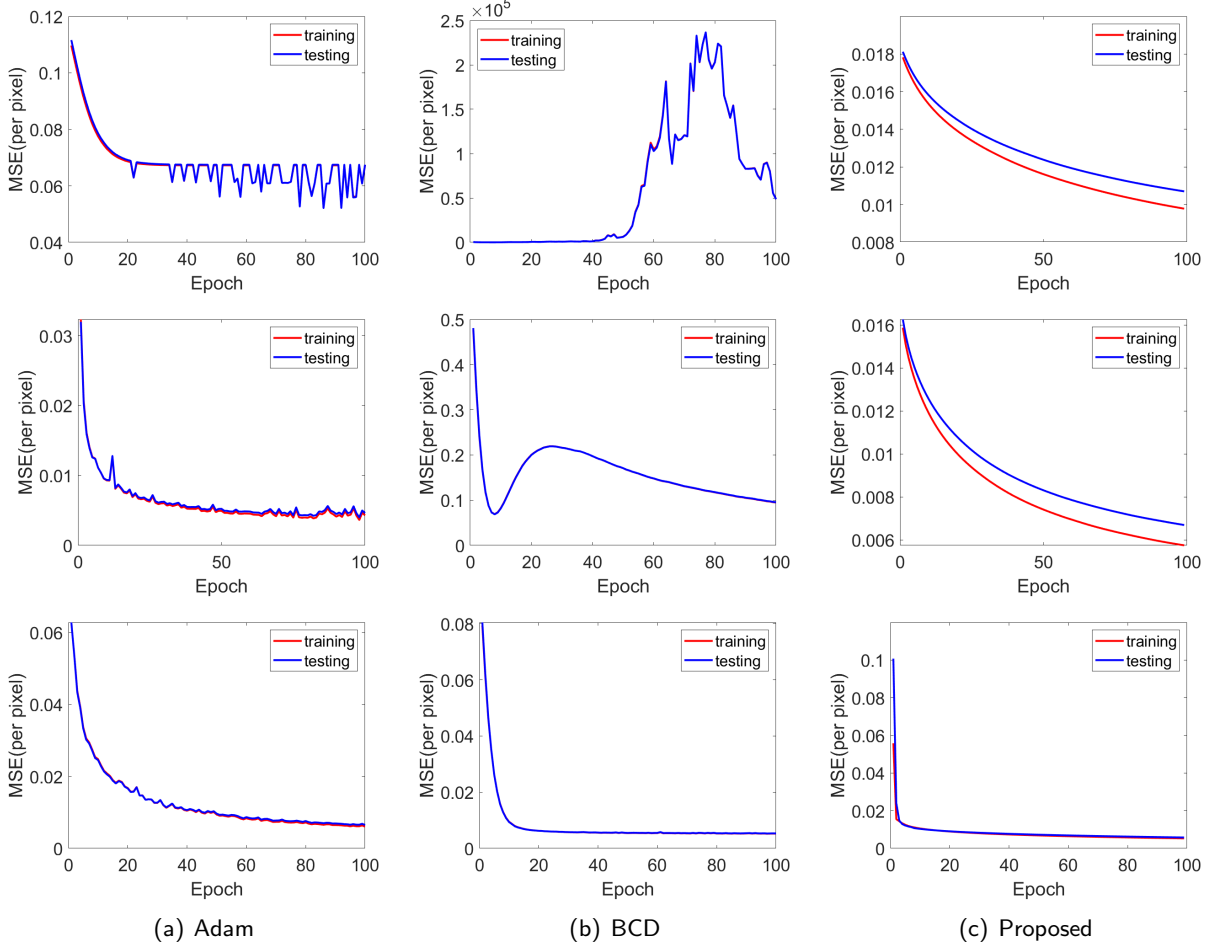 0.12
0.1
0.08
0.06
0.04
0 20 40 60 80 100
MSE(per pixel)
Epoch
training
testing
×10^5
2.5
2
1.5
1
0.5
0
0 20 40 60 80 100
MSE(per pixel)
Epoch
training
testing
0.018
0.016
0.014
0.012
0.01
0.008
0 50 100
MSE(per pixel)
Epoch
training
testing
0.03
0.02
0.01
0
0 50 100
MSE(per pixel)
Epoch
training
testing
0.5
0.4
0.3
0.2
0.1
0
0 20 40 60 80 100
MSE(per pixel)
Epoch
training
testing
0.016
0.014
0.012
0.01
0.008
0.006
0 50 100
MSE(per pixel)
Epoch
training
testing
0.06
0.04
0.02
0
0 20 40 60 80 100
MSE(per pixel)
Epoch
training
testing
0.08
0.06
0.04
0.02
0
0 20 40 60 80 100
MSE(per pixel)
Epoch
training
testing
0.1
0.08
0.06
0.04
0.02
0
0 20 40 60 80 100
MSE(per pixel)
Epoch
training
testing
(a) Adam
(b) BCD
(c) Proposed